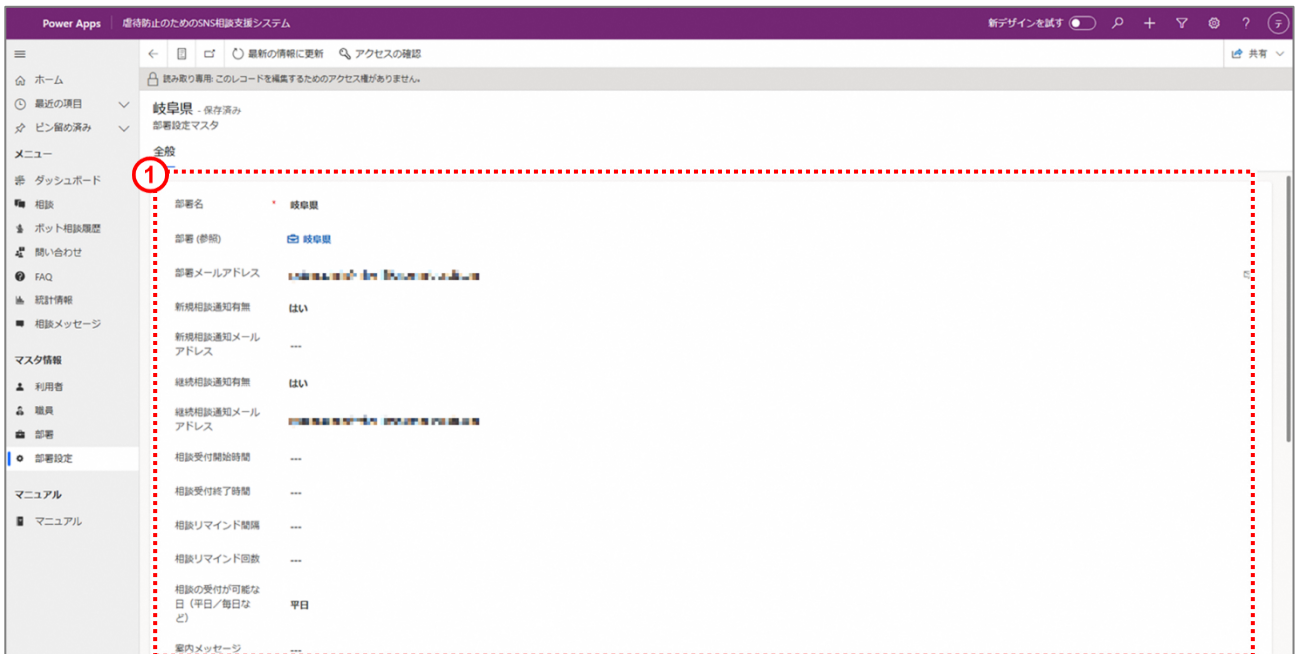 Power Apps 虐待防止のためのSNS相談支援システム 新デザインを試す ?  テ
最新の情報に更新 アクセスの確認 共有
読み取り専用: このレコードを編集するためのアクセス権がありません。
ホーム
最近の項目
ピン留め済み
メニュー
ダッシュボード
相談
ボット相談履歴
問い合わせ
FAQ
統計情報
相談メッセージ
マスタ情報
利用者
職員
部署
部署設定
マニュアル
マニュアル
岐阜県 - 保存済み
部署設定マスタ
全般
1
部署名 * 岐阜県
部署 (参照) 岐阜県
部署メールアドレス
新規相談通知有無 はい
新規相談通知メール
アドレス ---
継続相談通知有無 はい
継続相談通知メール
アドレス
相談受付開始時間 ---
相談受付終了時間 ---
相談リマインド間隔 ---
相談リマインド回数 ---
相談の受付が可能な
日（平日／毎日な 平日
ど）
案内メッセージ ---